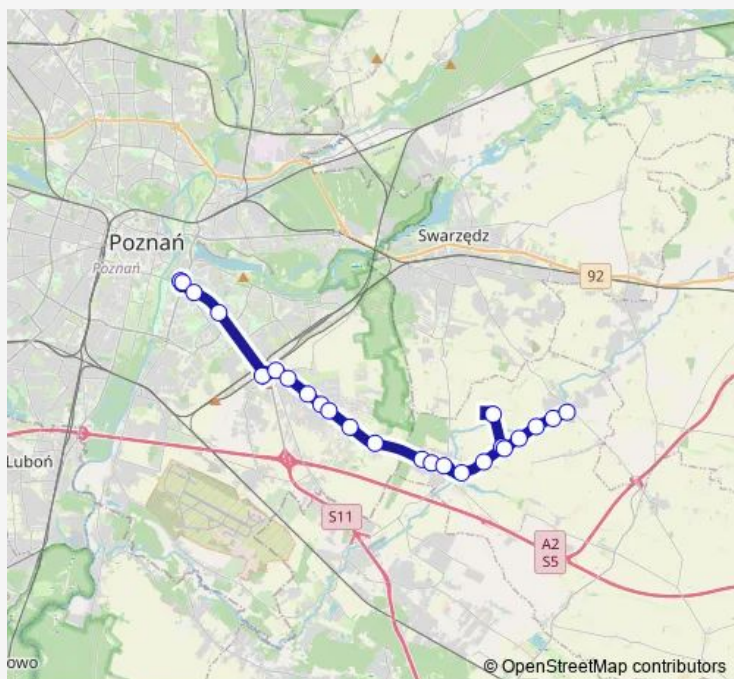 Poznań
Poznań
Swarzędz
92
Luboń
S11
A2
S5
owo
© OpenStreetMap contributors